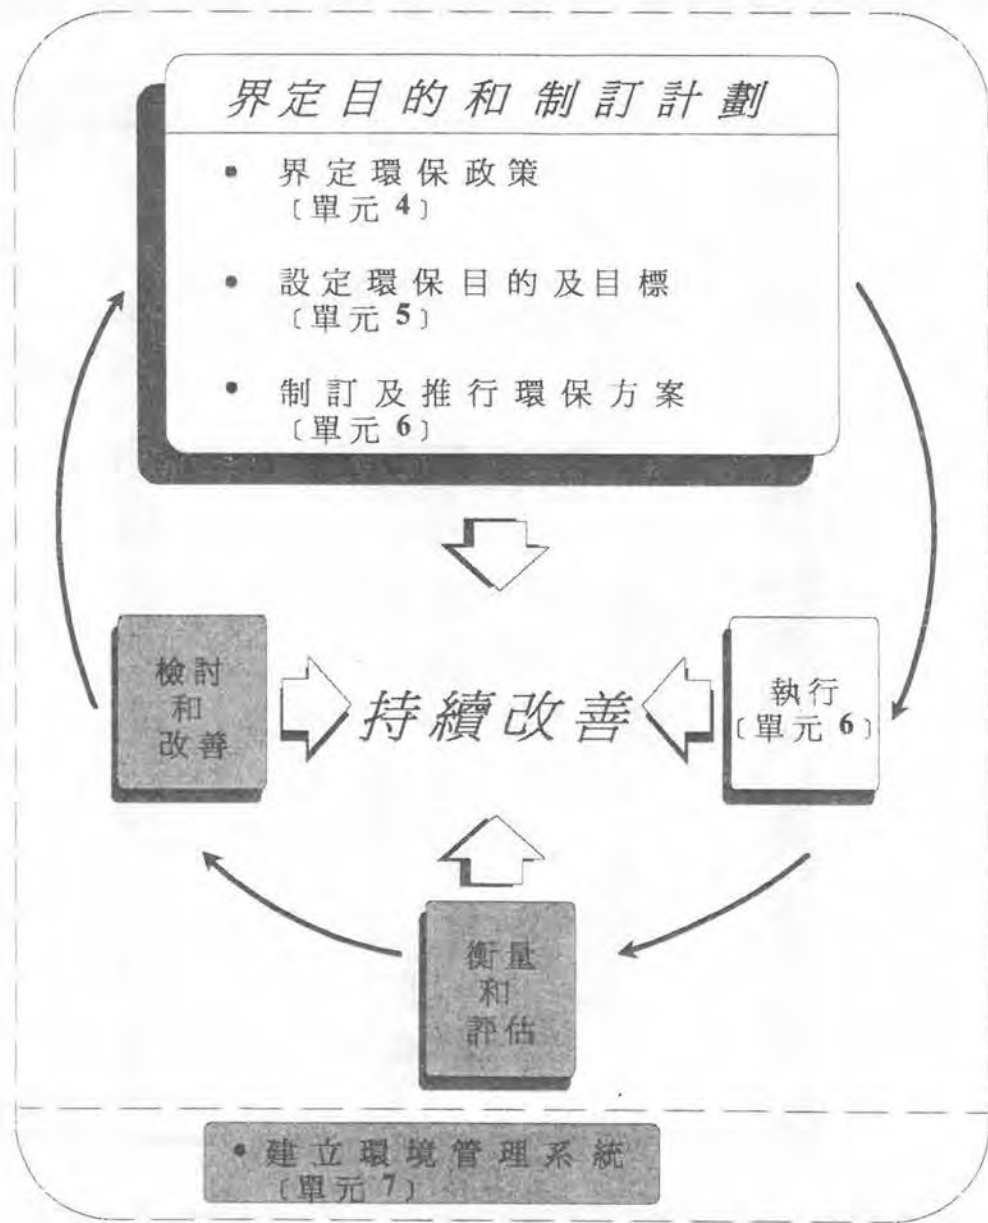 界定目的和制訂計劃
• 界定環保政策
〔單元 4〕
• 設定環保目的及目標
〔單元 5〕
• 制訂及推行環保方案
〔單元 6〕
檢討
和
改善
持續改善
執行
〔單元 6〕
衡量
和
評估
• 建立環境管理系統
〔單元 7〕